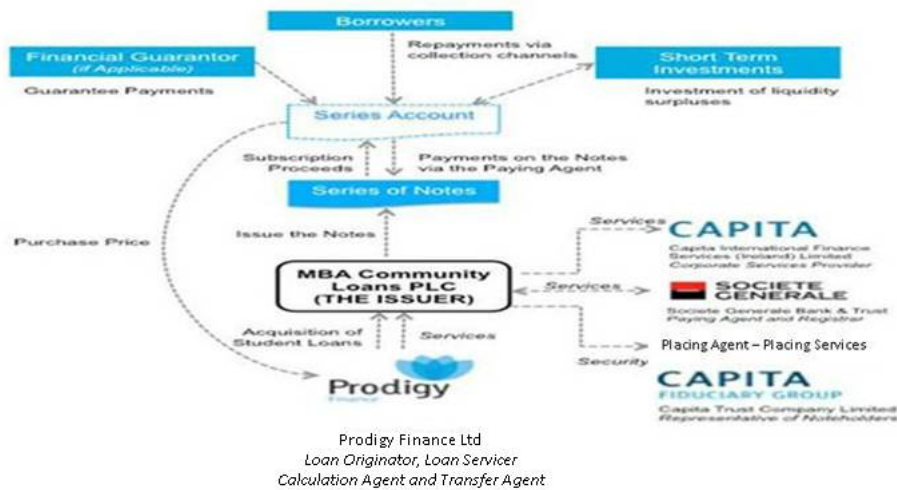 Borrowers
Financial Guarantor
(if Applicable)
Repayments via
collection channels
Short Term
Investments
Guarantee Payments
Investment of liquidity
surpluses
Series Account
Subscription
Proceeds
Payments on the Notes
via the Paying Agent
Series of Notes
Purchase Price
Issue the Notes
Services
CAPITA
Capita International Finance
Services (Ireland) Limited
Corporate Services Provider
MBA Community
Loans PLC
(THE ISSUER)
Services
SOCIETE
GENERALE
Societe Generale Bank & Trust
Paying Agent and Registrar
Acquisition of
Student Loans
Services
Placing Agent – Placing Services
Security
CAPITA
FIDUCIARY GROUP
Capita Trust Company Limited
Representative of Noteholders
Prodigy
Finance
Prodigy Finance Ltd
Loan Originator, Loan Servicer
Calculation Agent and Transfer Agent